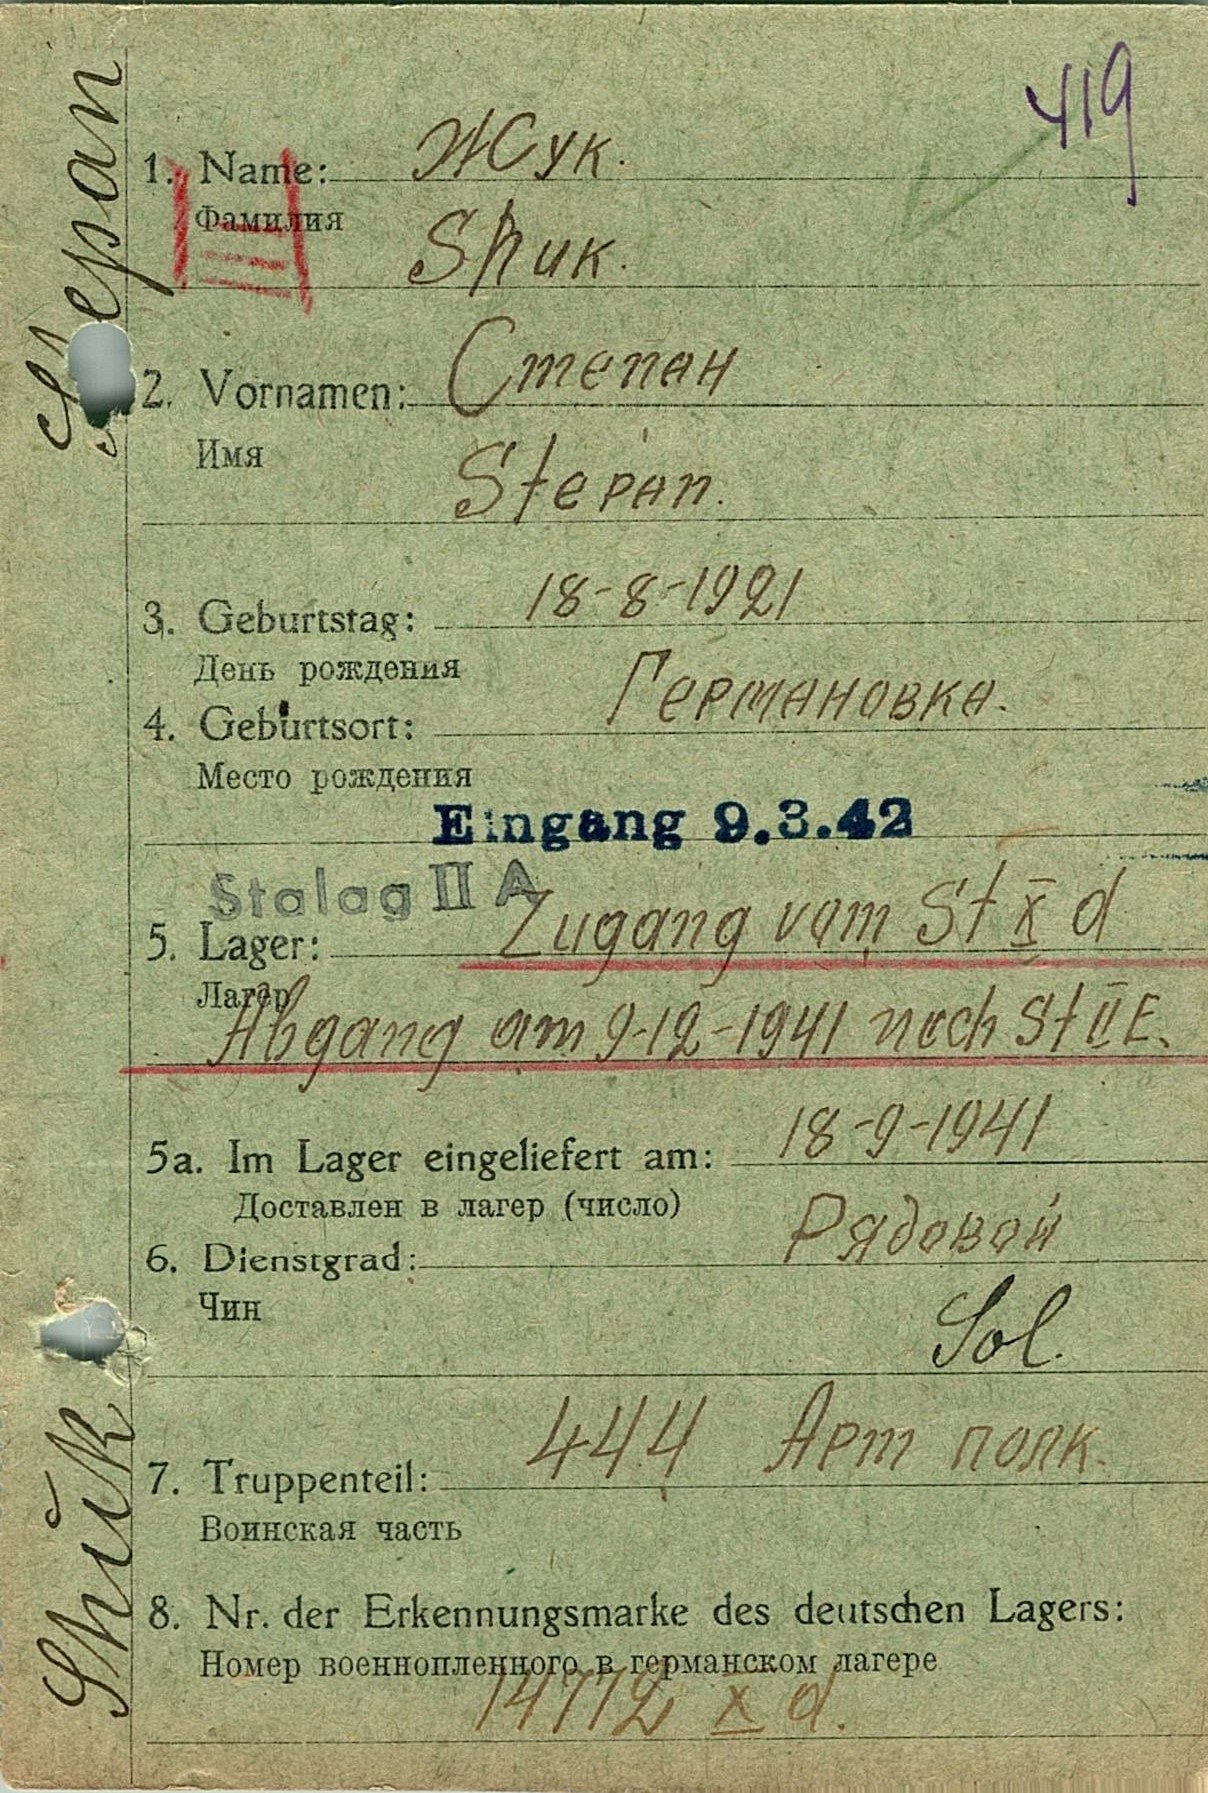 419
1. Name: Жук.
Фамилия
Shuk.
2. Vornamen: Степан
Имя
Stepan.
3. Geburtstag: 18-8-1921
День рождения
Германовка.
4. Geburtsort:
Место рождения
Eingang 9.3.42
Stalag II A
5. Lager: Zugang vom St X d
Лагер
Abgang am 9-12-1941 nach St II E.
5a. Im Lager eingeliefert am: 18-9-1941
Доставлен в лагер (число)
6. Dienstgrad: Рядовой
Чин
Sol.
7. Truppenteil: 444 Арт полк.
Воинская часть
8. Nr. der Erkennungsmarke des deutschen Lagers:
Номер военнопленного в германском лагере
14772 X d.
Shuk Stepan